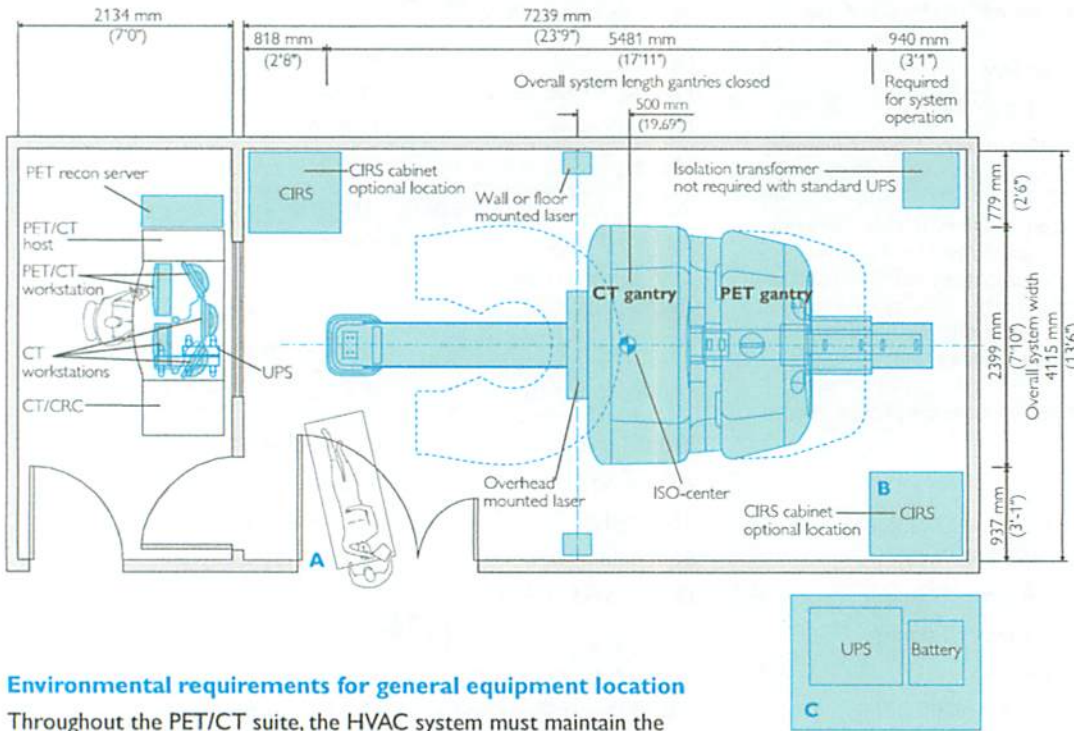 2134 mm
(7'0")
7239 mm
(23'9")
818 mm
(2'8")
5481 mm
(17'11")
940 mm
(3'1")
Overall system length gantries closed
Required
for system
operation
500 mm
(19.69")
PET recon server
CIRS
CIRS cabinet
optional location
Wall or floor
mounted laser
Isolation transformer
not required with standard UPS
779 mm
(2'6")
PET/CT
host
PET/CT
workstation
CT gantry
PET gantry
CT
workstations
UPS
CT/CRC
2399 mm
(7'10")
Overall system width
4115 mm
(13'6")
Overhead
mounted laser
ISO-center
B
CIRS cabinet
optional location
CIRS
937 mm
(3'-1")
A
UPS
Battery
C
Environmental requirements for general equipment location
Throughout the PET/CT suite, the HVAC system must maintain the